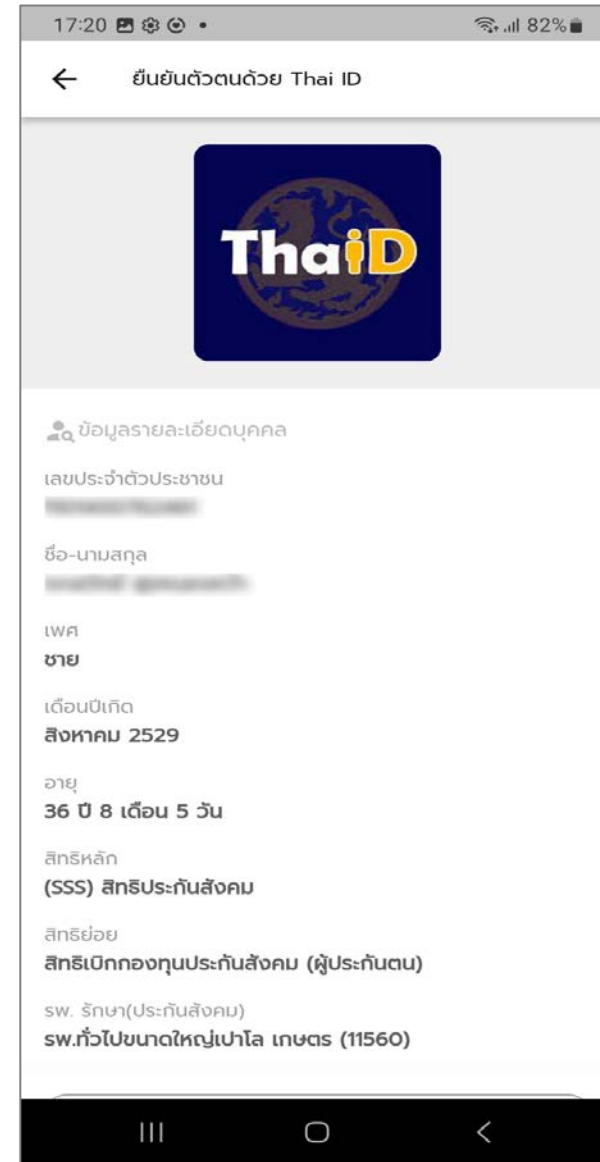 17:20 82%
ยืนยันตัวตนด้วย Thai ID
ThaiD
ข้อมูลรายละเอียดบุคคล
เลขประจำตัวประชาชน
ชื่อ-นามสกุล
เพศ
ชาย
เดือนปีเกิด
สิงหาคม 2529
อายุ
36 ปี 8 เดือน 5 วัน
สิทธิหลัก
(SSS) สิทธิประกันสังคม
สิทธิย่อย
สิทธิเบิกกองทุนประกันสังคม (ผู้ประกันตน)
รพ. รักษา(ประกันสังคม)
รพ.ทั่วไปขนาดใหญ่เปาโล เกษตร (11560)